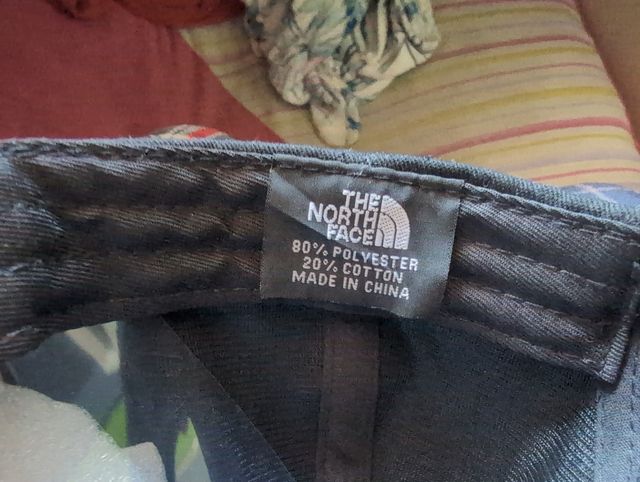 THE
NORTH
FACE
80% POLYESTER
20% COTTON
MADE IN CHINA